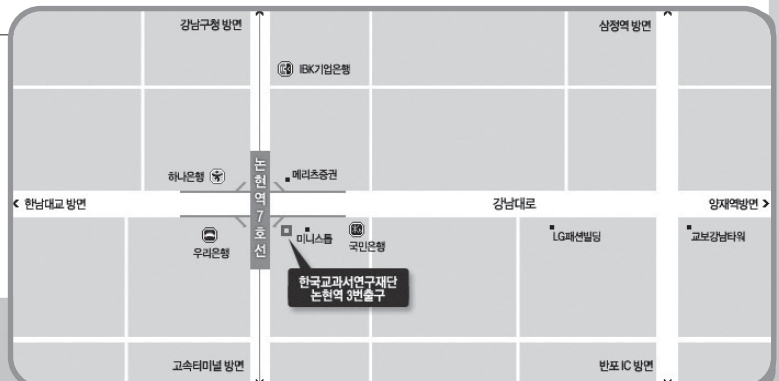 강남구청 방면
삼정역 방면
IBK기업은행
하나은행
메리츠증권
논현역7호선
< 한남대교 방면
강남대로
양재역방면 >
우리은행
미니스톱
국민은행
LG패션빌딩
교보강남타워
한국교과서연구재단
논현역 3번출구
고속터미널 방면
반포 IC 방면